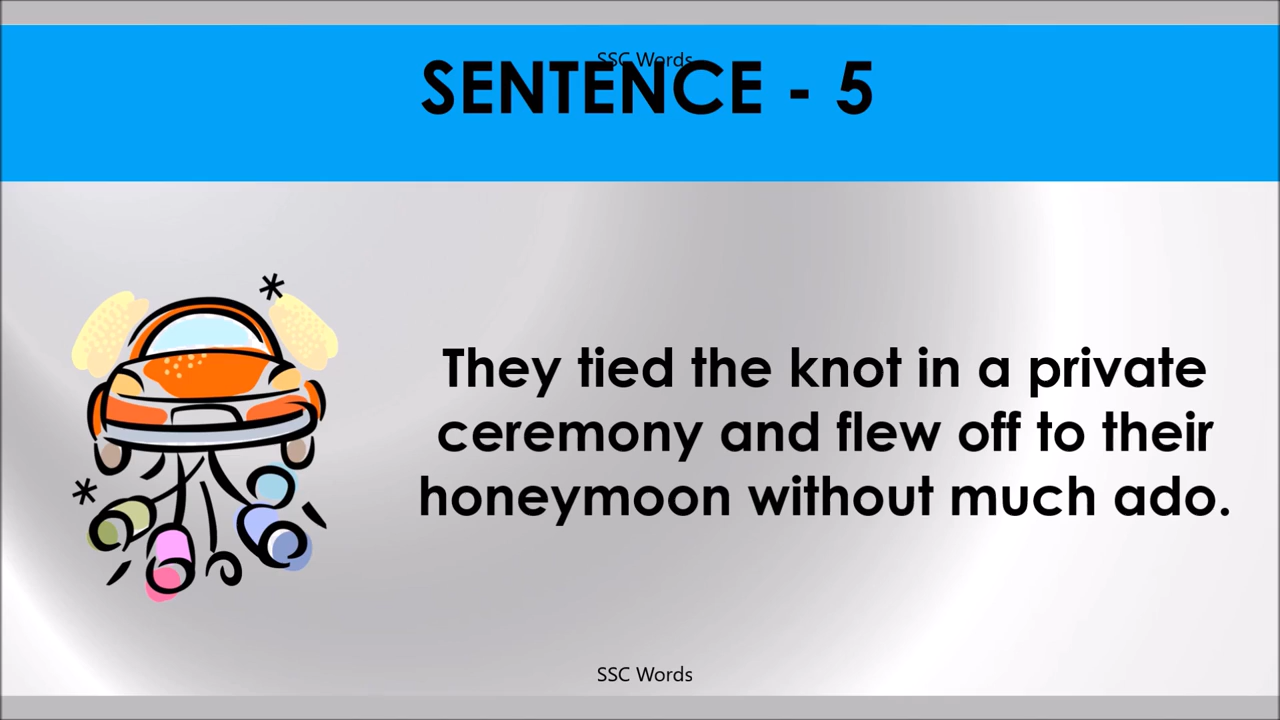 SSC Words
SENTENCE - 5
They tied the knot in a private
ceremony and flew off to their
honeymoon without much ado.
SSC Words